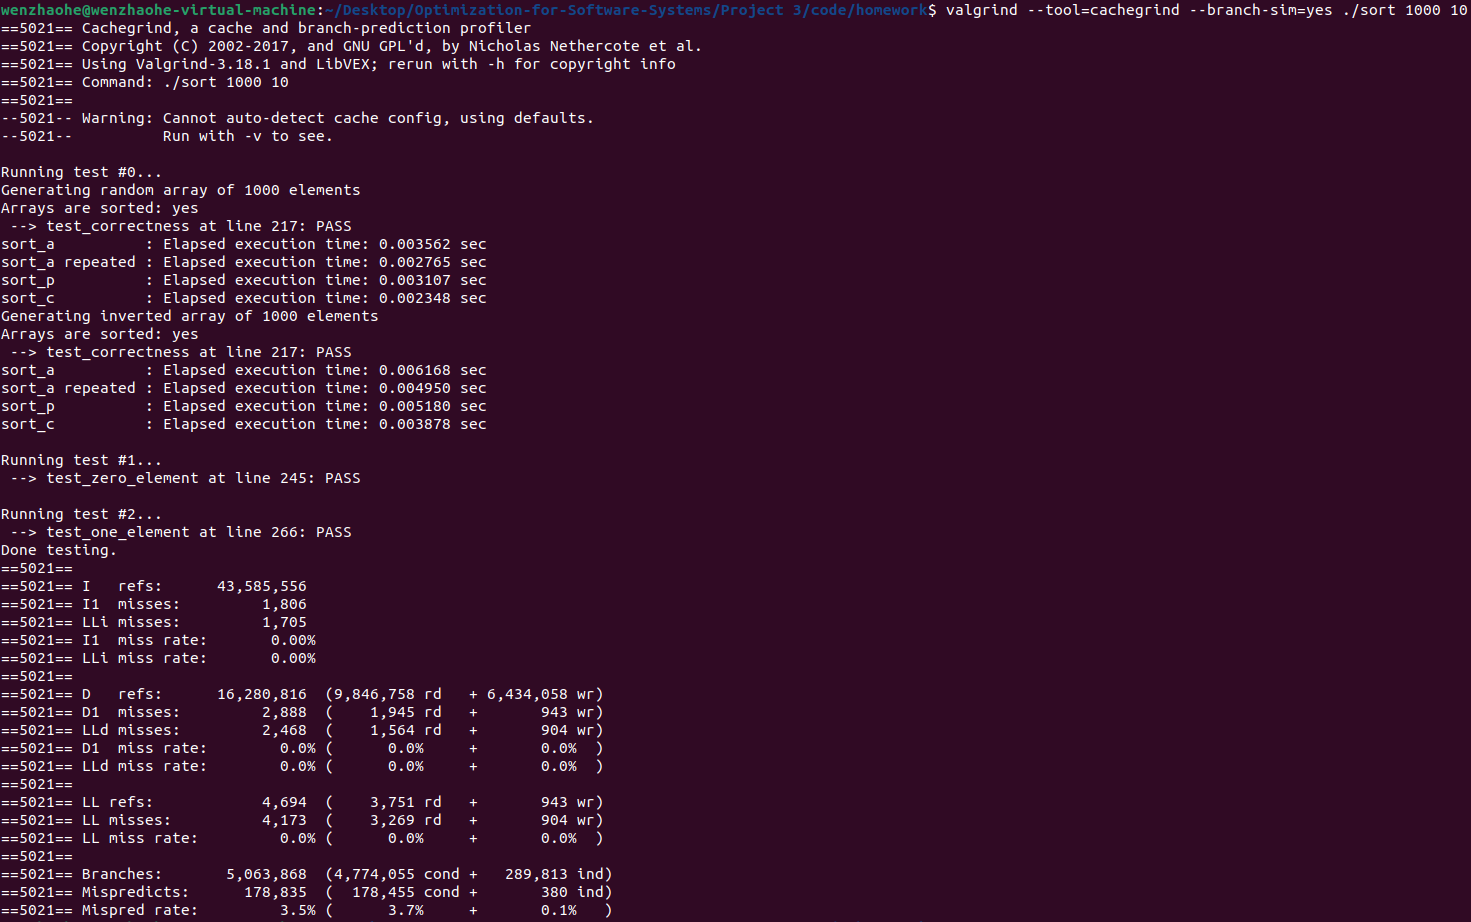 wenzhaohe@wenzhaohe-virtual-machine:~/Desktop/Optimization-for-Software-Systems/Project 3/code/homework$ valgrind --tool=cachegrind --branch-sim=yes ./sort 1000 10
==5021== Cachegrind, a cache and branch-prediction profiler
==5021== Copyright (C) 2002-2017, and GNU GPL'd, by Nicholas Nethercote et al.
==5021== Using Valgrind-3.18.1 and LibVEX; rerun with -h for copyright info
==5021== Command: ./sort 1000 10
==5021==
--5021-- Warning: Cannot auto-detect cache config, using defaults.
--5021--          Run with -v to see.

Running test #0...
Generating random array of 1000 elements
Arrays are sorted: yes
 --> test_correctness at line 217: PASS
sort_a          : Elapsed execution time: 0.003562 sec
sort_a repeated : Elapsed execution time: 0.002765 sec
sort_p          : Elapsed execution time: 0.003107 sec
sort_c          : Elapsed execution time: 0.002348 sec
Generating inverted array of 1000 elements
Arrays are sorted: yes
 --> test_correctness at line 217: PASS
sort_a          : Elapsed execution time: 0.006168 sec
sort_a repeated : Elapsed execution time: 0.004950 sec
sort_p          : Elapsed execution time: 0.005180 sec
sort_c          : Elapsed execution time: 0.003878 sec

Running test #1...
 --> test_zero_element at line 245: PASS

Running test #2...
 --> test_one_element at line 266: PASS
Done testing.
==5021==
==5021== I   refs:      43,585,556
==5021== I1  misses:         1,806
==5021== LLi misses:         1,705
==5021== I1  miss rate:       0.00%
==5021== LLi miss rate:       0.00%
==5021==
==5021== D   refs:      16,280,816  (9,846,758 rd   + 6,434,058 wr)
==5021== D1  misses:         2,888  (    1,945 rd   +       943 wr)
==5021== LLd misses:         2,468  (    1,564 rd   +       904 wr)
==5021== D1  miss rate:        0.0% (      0.0%     +       0.0%  )
==5021== LLd miss rate:        0.0% (      0.0%     +       0.0%  )
==5021==
==5021== LL refs:            4,694  (    3,751 rd   +       943 wr)
==5021== LL misses:          4,173  (    3,269 rd   +       904 wr)
==5021== LL miss rate:         0.0% (      0.0%     +       0.0%  )
==5021==
==5021== Branches:       5,063,868  (4,774,055 cond +   289,813 ind)
==5021== Mispredicts:      178,835  (  178,455 cond +       380 ind)
==5021== Mispred rate:         3.5% (      3.7%     +       0.1%   )